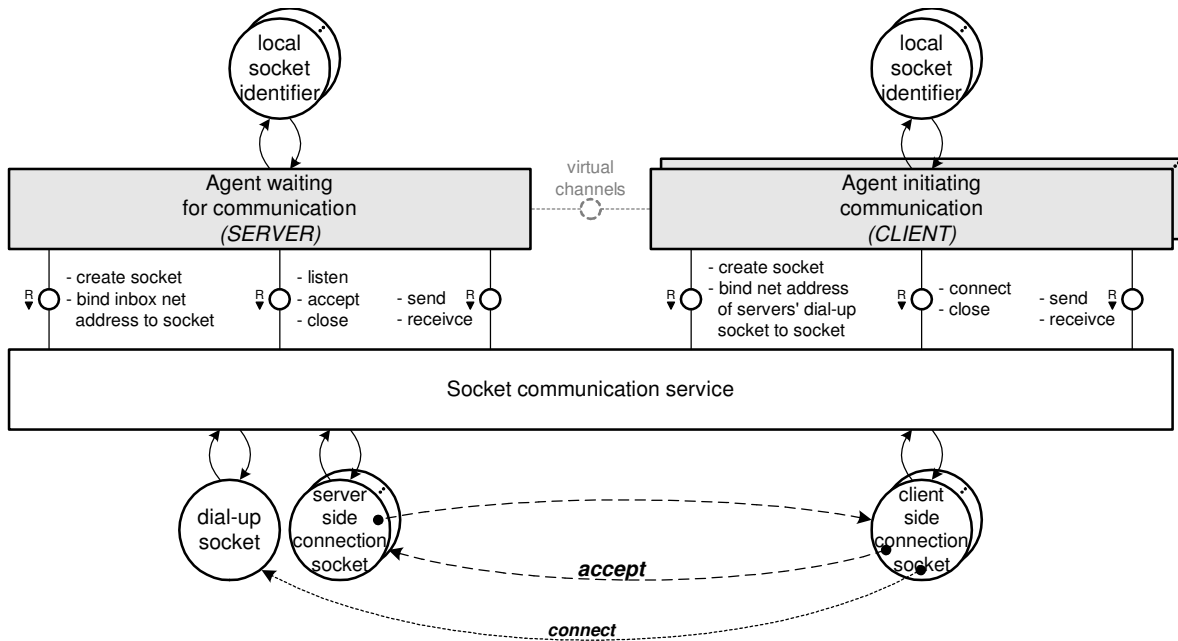 local
socket
identifier
local
socket
identifier
virtual
channels
Agent waiting
for communication
(SERVER)
Agent initiating
communication
(CLIENT)
R
- create socket
- bind inbox net
address to socket
R
- listen
- accept
- close
- send
- receivce
R
R
- create socket
- bind net address
of servers' dial-up
socket to socket
R
- connect
- close
- send
- receivce
R
Socket communication service
dial-up
socket
server
side
connection
socket
client
side
connection
socket
accept
connect